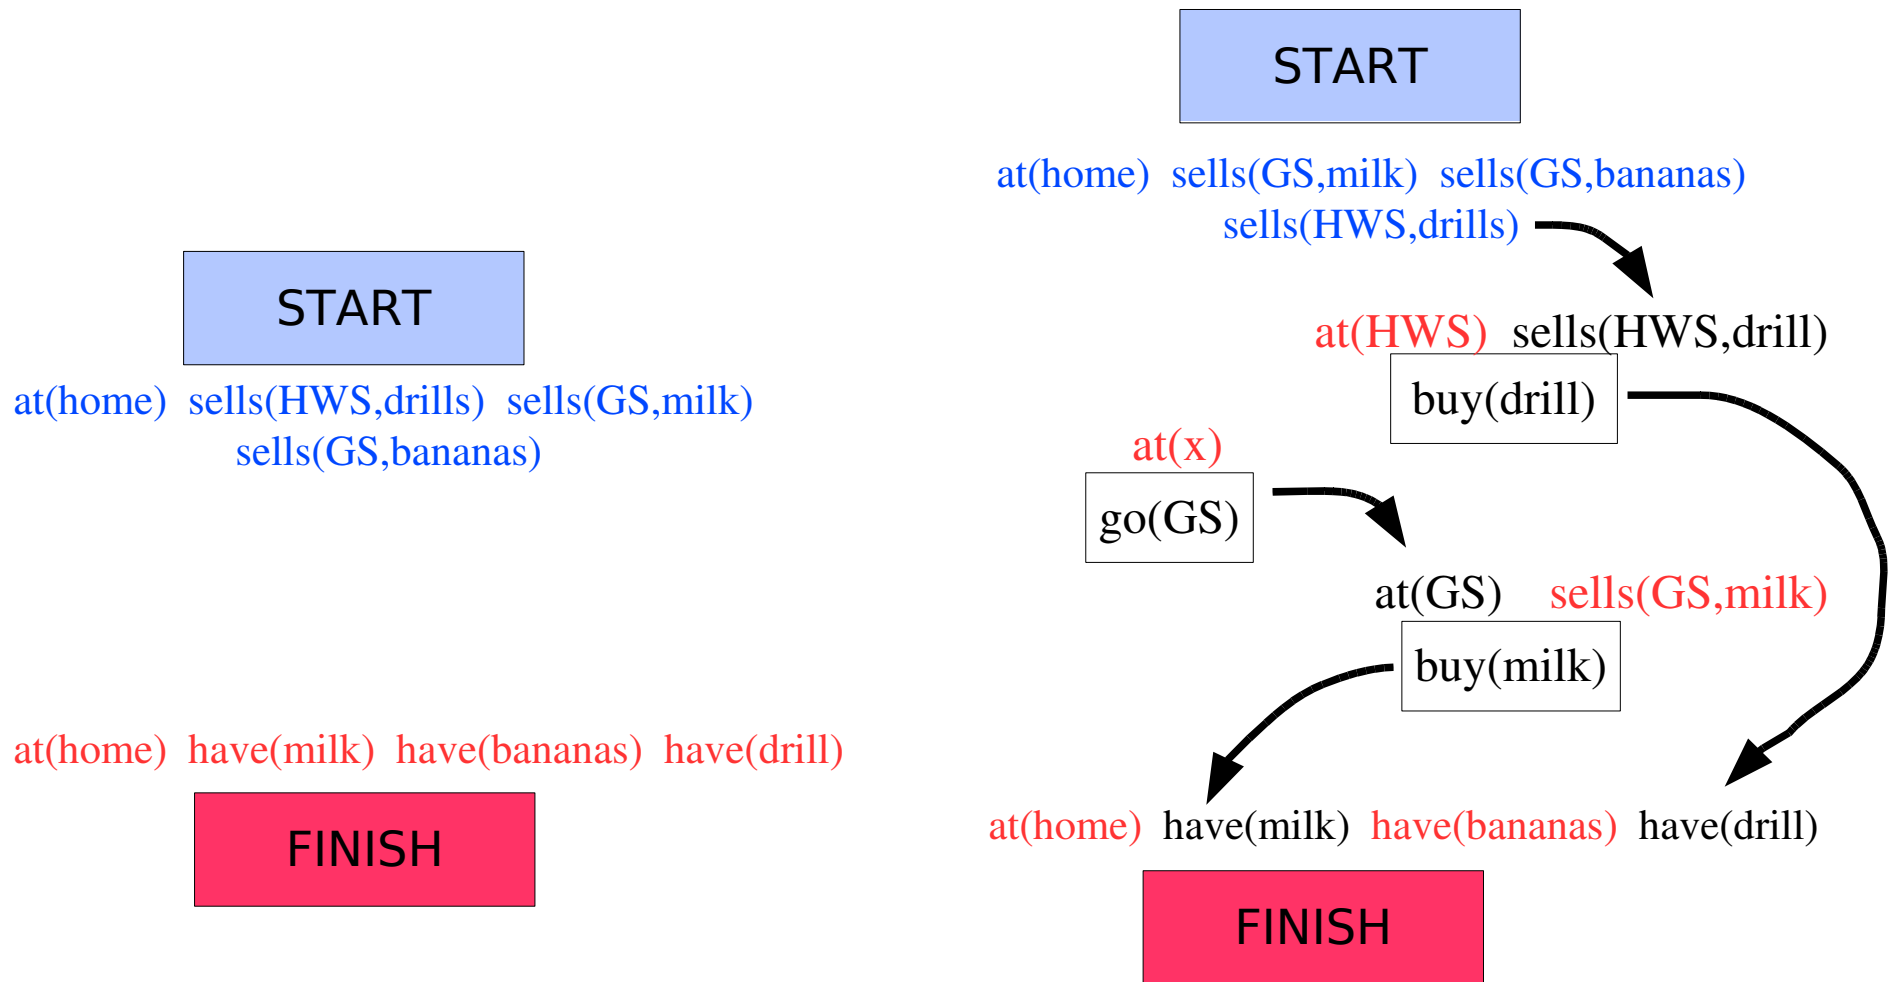 START
at(home) sells(HWS,drills) sells(GS,milk)
sells(GS,bananas)
at(home) have(milk) have(bananas) have(drill)
FINISH
START
at(home) sells(GS,milk) sells(GS,bananas)
sells(HWS,drills)
at(HWS) sells(HWS,drill)
buy(drill)
at(x)
go(GS)
at(GS) sells(GS,milk)
buy(milk)
at(home) have(milk) have(bananas) have(drill)
FINISH